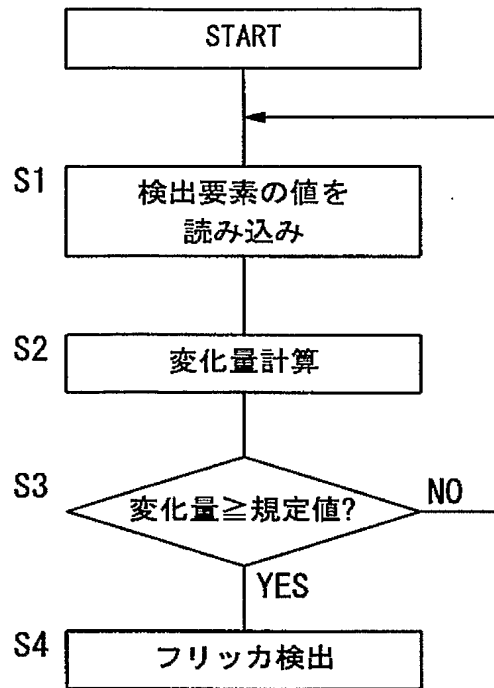 START
S1
検出要素の値を
読み込み
S2
変化量計算
S3
変化量≧規定値?
NO
YES
S4
フリッカ検出